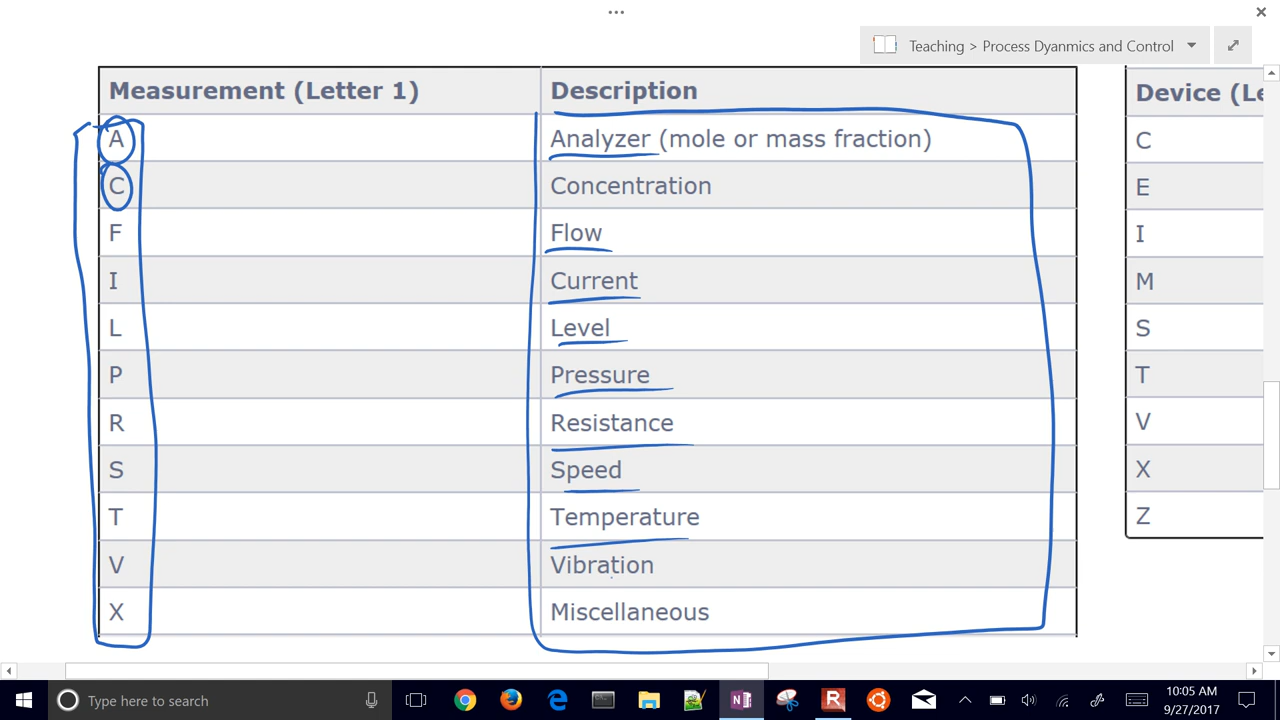 Teaching > Process Dyanmics and Control
Measurement (Letter 1) Description
A Analyzer (mole or mass fraction)
C Concentration
F Flow
I Current
L Level
P Pressure
R Resistance
S Speed
T Temperature
V Vibration
X Miscellaneous
Device (Le
C
E
I
M
S
T
V
X
Z
Type here to search
10:05 AM
9/27/2017